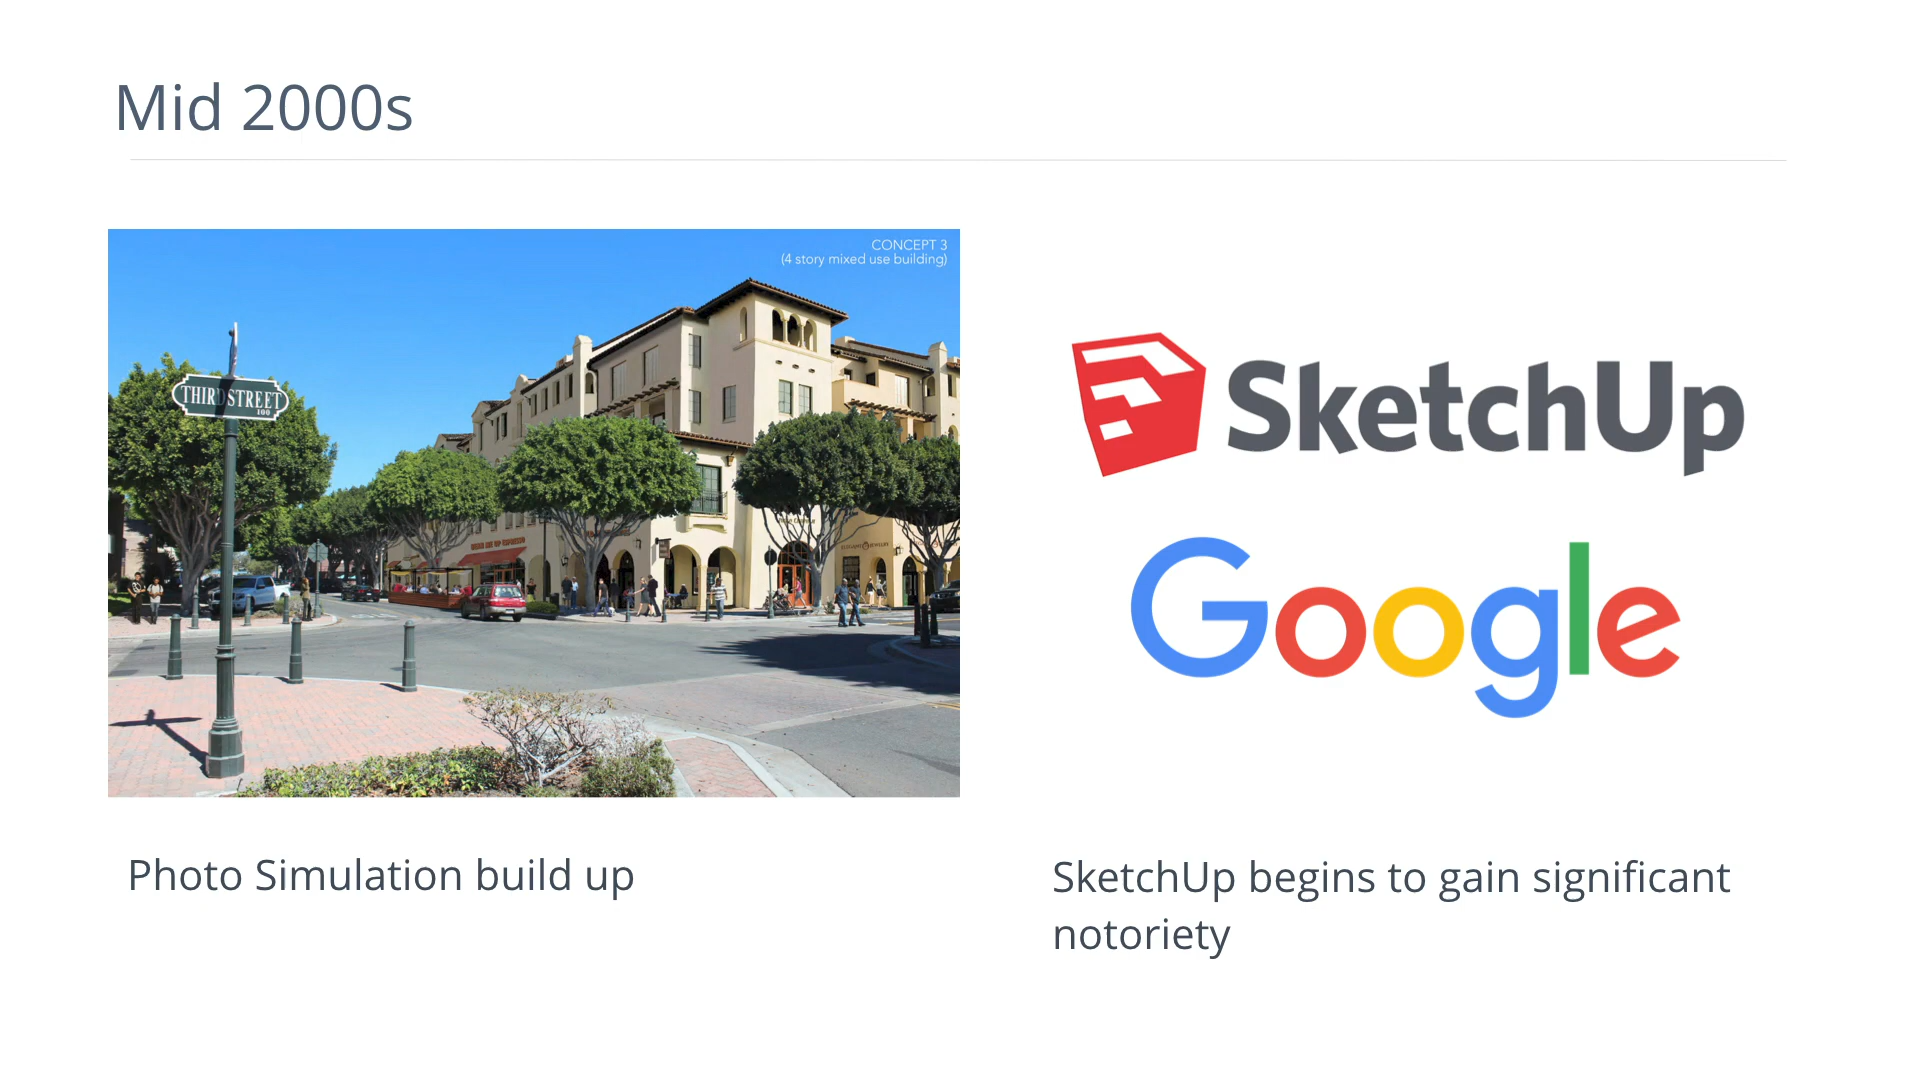 Mid 2000s
CONCEPT 3
(4 story mixed use building)
THIRD STREET
100
SketchUp
Google
Photo Simulation build up
SketchUp begins to gain significant
notoriety